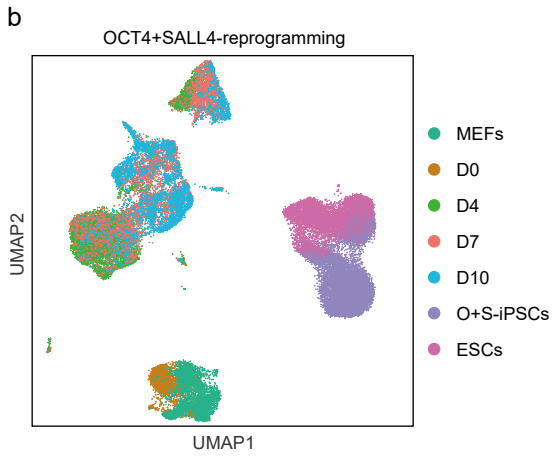 b
OCT4+SALL4-reprogramming
MEFs
D0
D4
D7
D10
O+S-iPSCs
ESCs
UMAP2
UMAP1